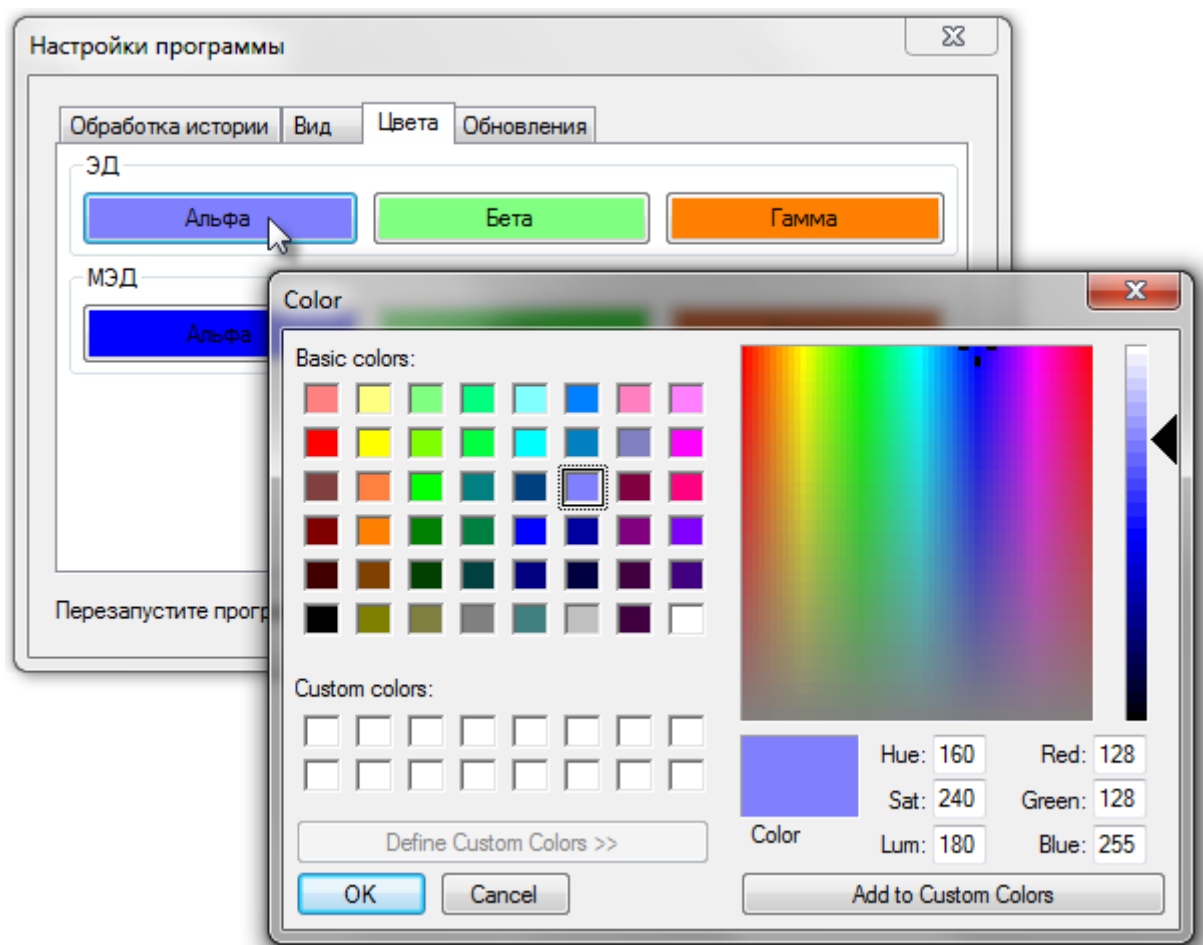 Настройки программы
Обработка истории Вид Цвета Обновления
ЭД
Альфа Бета Гамма
МЭД
Альфа
Перезапустите
Color
Basic colors:
Custom colors:
Define Custom Colors >>
OK Cancel
Color
Hue: 160 Red: 128
Sat: 240 Green: 128
Lum: 180 Blue: 255
Add to Custom Colors